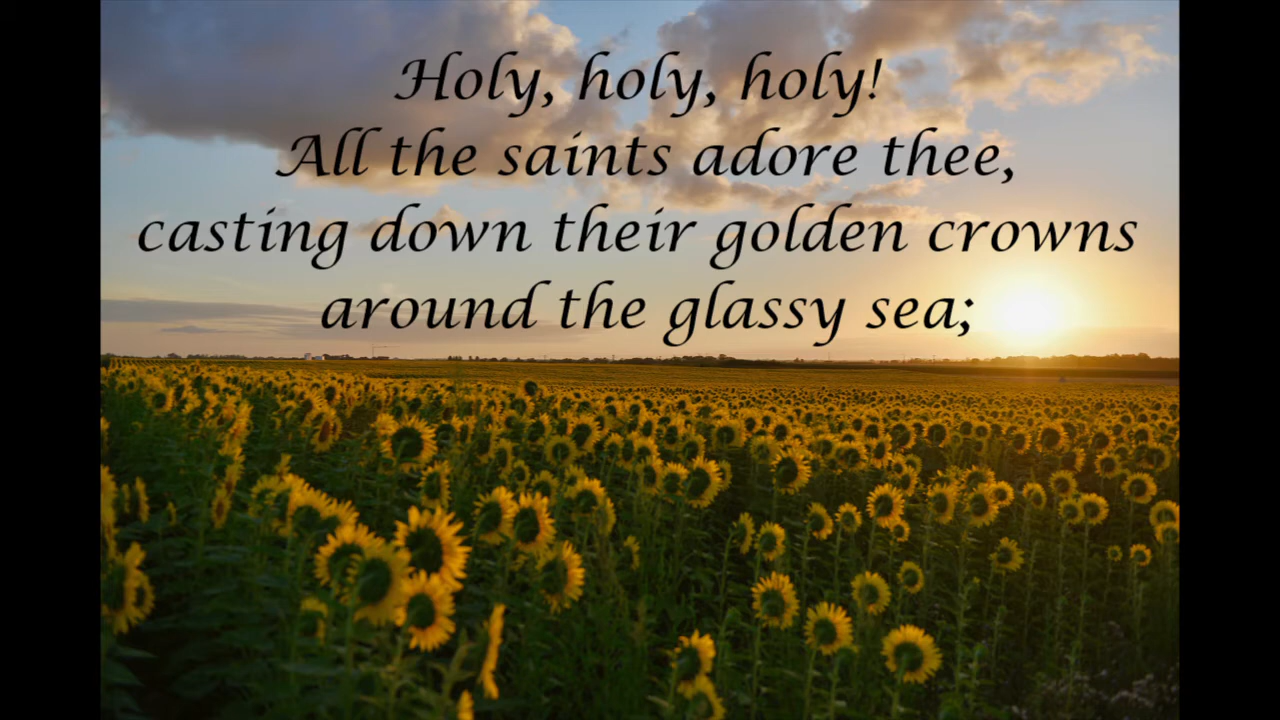 Holy, holy, holy!
All the saints adore thee,
casting down their golden crowns
around the glassy sea;